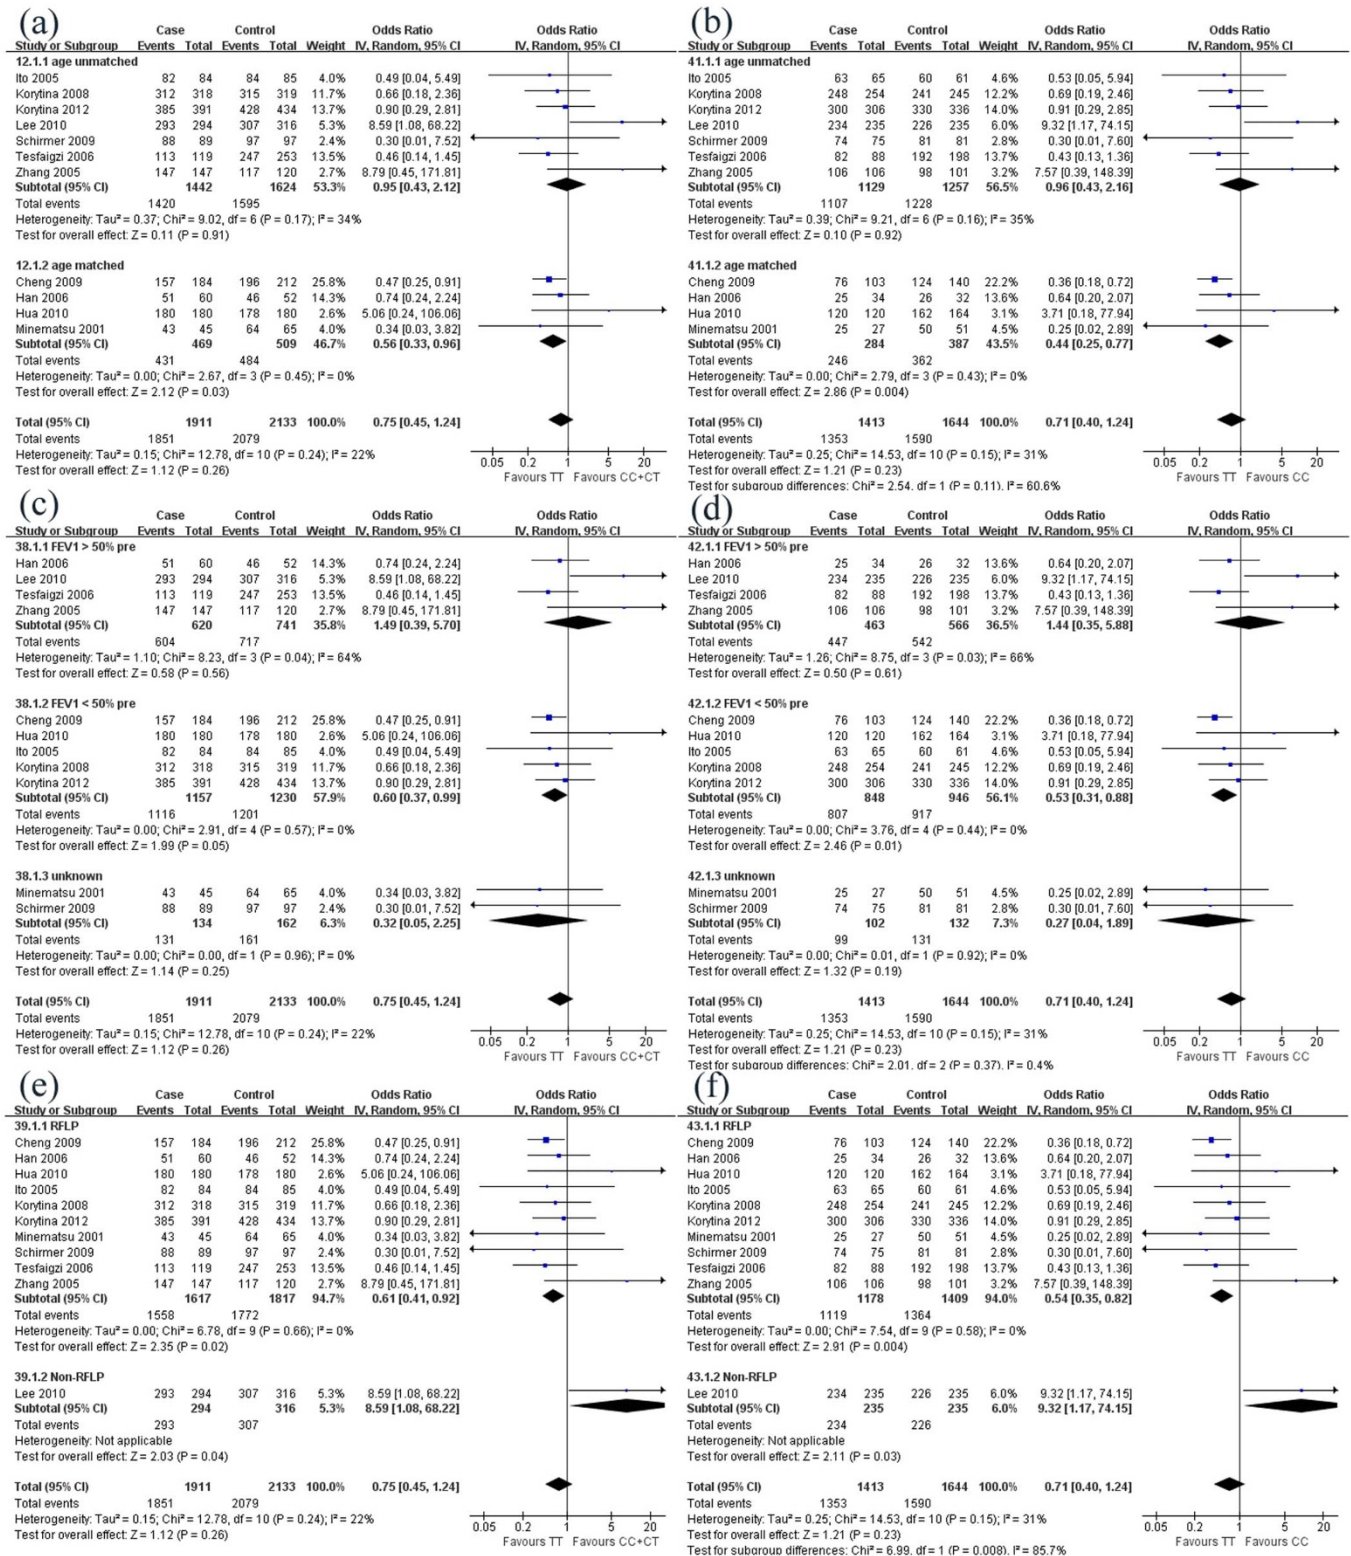 (a)
Case Control Odds Ratio Odds Ratio
Study or Subgroup Events Total Events Total Weight IV, Random, 95% CI IV, Random, 95% CI
12.1.1 age unmatched
Ito 2005 82 84 84 85 4.0% 0.49 [0.04, 5.49]
Korytina 2008 312 318 315 319 11.7% 0.66 [0.18, 2.36]
Korytina 2012 385 391 428 434 13.7% 0.90 [0.29, 2.81]
Lee 2010 293 294 307 316 5.3% 8.59 [1.08, 68.22]
Schirmer 2009 88 89 97 97 2.4% 0.30 [0.01, 7.52]
Tesfaigzi 2006 113 119 247 253 13.5% 0.46 [0.14, 1.45]
Zhang 2005 147 147 117 120 2.7% 8.79 [0.45, 171.81]
Subtotal (95% CI) 1442 1624 53.3% 0.95 [0.43, 2.12]
Total events 1420 1595
Heterogeneity: Tau² = 0.37; Chi² = 9.02, df = 6 (P = 0.17); I² = 34%
Test for overall effect: Z = 0.11 (P = 0.91)
12.1.2 age matched
Cheng 2009 157 184 196 212 25.8% 0.47 [0.25, 0.91]
Han 2006 51 60 46 52 14.3% 0.74 [0.24, 2.24]
Hua 2010 180 180 178 180 2.6% 5.06 [0.24, 106.06]
Minematsu 2001 43 45 64 65 4.0% 0.34 [0.03, 3.82]
Subtotal (95% CI) 469 509 46.7% 0.56 [0.33, 0.96]
Total events 431 484
Heterogeneity: Tau² = 0.00; Chi² = 2.67, df = 3 (P = 0.45); I² = 0%
Test for overall effect: Z = 2.12 (P = 0.03)
Total (95% CI) 1911 2133 100.0% 0.75 [0.45, 1.24]
Total events 1851 2079
Heterogeneity: Tau² = 0.15; Chi² = 12.78, df = 10 (P = 0.24); I² = 22%
Test for overall effect: Z = 1.12 (P = 0.26)
0.05 0.2 1 5 20
Favours TT Favours CC+CT
(b)
Case Control Odds Ratio Odds Ratio
Study or Subgroup Events Total Events Total Weight IV, Random, 95% CI IV, Random, 95% CI
41.1.1 age unmatched
Ito 2005 63 65 60 61 4.6% 0.53 [0.05, 5.94]
Korytina 2008 248 254 241 245 12.2% 0.69 [0.19, 2.46]
Korytina 2012 300 306 330 336 14.0% 0.91 [0.29, 2.85]
Lee 2010 234 235 226 235 6.0% 9.32 [1.17, 74.15]
Schirmer 2009 74 75 81 81 2.8% 0.30 [0.01, 7.60]
Tesfaigzi 2006 82 88 192 198 13.7% 0.43 [0.13, 1.36]
Zhang 2005 106 106 98 101 3.2% 7.57 [0.39, 148.39]
Subtotal (95% CI) 1129 1257 56.5% 0.96 [0.43, 2.16]
Total events 1107 1228
Heterogeneity: Tau² = 0.39; Chi² = 9.21, df = 6 (P = 0.16); I² = 35%
Test for overall effect: Z = 0.10 (P = 0.92)
41.1.2 age matched
Cheng 2009 76 103 124 140 22.2% 0.36 [0.18, 0.72]
Han 2006 25 34 26 32 13.6% 0.64 [0.20, 2.07]
Hua 2010 120 120 162 164 3.1% 3.71 [0.18, 77.94]
Minematsu 2001 25 27 50 51 4.5% 0.25 [0.02, 2.89]
Subtotal (95% CI) 284 387 43.5% 0.44 [0.25, 0.77]
Total events 246 362
Heterogeneity: Tau² = 0.00; Chi² = 2.79, df = 3 (P = 0.43); I² = 0%
Test for overall effect: Z = 2.86 (P = 0.004)
Total (95% CI) 1413 1644 100.0% 0.71 [0.40, 1.24]
Total events 1353 1590
Heterogeneity: Tau² = 0.25; Chi² = 14.53, df = 10 (P = 0.15); I² = 31%
Test for overall effect: Z = 1.21 (P = 0.23)
Test for subgroup differences: Chi² = 2.54, df = 1 (P = 0.11), I² = 60.6%
0.05 0.2 1 5 20
Favours TT Favours CC
(c)
Case Control Odds Ratio Odds Ratio
Study or Subgroup Events Total Events Total Weight IV, Random, 95% CI IV, Random, 95% CI
38.1.1 FEV1 > 50% pre
Han 2006 51 60 46 52 14.3% 0.74 [0.24, 2.24]
Lee 2010 293 294 307 316 5.3% 8.59 [1.08, 68.22]
Tesfaigzi 2006 113 119 247 253 13.5% 0.46 [0.14, 1.45]
Zhang 2005 147 147 117 120 2.7% 8.79 [0.45, 171.81]
Subtotal (95% CI) 620 741 35.8% 1.49 [0.39, 5.70]
Total events 604 717
Heterogeneity: Tau² = 1.10; Chi² = 8.23, df = 3 (P = 0.04); I² = 64%
Test for overall effect: Z = 0.58 (P = 0.56)
38.1.2 FEV1 < 50% pre
Cheng 2009 157 184 196 212 25.8% 0.47 [0.25, 0.91]
Hua 2010 180 180 178 180 2.6% 5.06 [0.24, 106.06]
Ito 2005 82 84 84 85 4.0% 0.49 [0.04, 5.49]
Korytina 2008 312 318 315 319 11.7% 0.66 [0.18, 2.36]
Korytina 2012 385 391 428 434 13.7% 0.90 [0.29, 2.81]
Subtotal (95% CI) 1157 1230 57.9% 0.60 [0.37, 0.99]
Total events 1116 1201
Heterogeneity: Tau² = 0.00; Chi² = 2.91, df = 4 (P = 0.57); I² = 0%
Test for overall effect: Z = 1.99 (P = 0.05)
38.1.3 unknown
Minematsu 2001 43 45 64 65 4.0% 0.34 [0.03, 3.82]
Schirmer 2009 88 89 97 97 2.4% 0.30 [0.01, 7.52]
Subtotal (95% CI) 134 162 6.3% 0.32 [0.05, 2.25]
Total events 131 161
Heterogeneity: Tau² = 0.00; Chi² = 0.00, df = 1 (P = 0.96); I² = 0%
Test for overall effect: Z = 1.14 (P = 0.25)
Total (95% CI) 1911 2133 100.0% 0.75 [0.45, 1.24]
Total events 1851 2079
Heterogeneity: Tau² = 0.15; Chi² = 12.78, df = 10 (P = 0.24); I² = 22%
Test for overall effect: Z = 1.12 (P = 0.26)
0.05 0.2 1 5 20
Favours TT Favours CC+CT
(d)
Case Control Odds Ratio Odds Ratio
Study or Subgroup Events Total Events Total Weight IV, Random, 95% CI IV, Random, 95% CI
42.1.1 FEV1 > 50% pre
Han 2006 25 34 26 32 13.6% 0.64 [0.20, 2.07]
Lee 2010 234 235 226 235 6.0% 9.32 [1.17, 74.15]
Tesfaigzi 2006 82 88 192 198 13.7% 0.43 [0.13, 1.36]
Zhang 2005 106 106 98 101 3.2% 7.57 [0.39, 148.39]
Subtotal (95% CI) 463 566 36.5% 1.44 [0.35, 5.88]
Total events 447 542
Heterogeneity: Tau² = 1.26; Chi² = 8.75, df = 3 (P = 0.03); I² = 66%
Test for overall effect: Z = 0.50 (P = 0.61)
42.1.2 FEV1 < 50% pre
Cheng 2009 76 103 124 140 22.2% 0.36 [0.18, 0.72]
Hua 2010 120 120 162 164 3.1% 3.71 [0.18, 77.94]
Ito 2005 63 65 60 61 4.6% 0.53 [0.05, 5.94]
Korytina 2008 248 254 241 245 12.2% 0.69 [0.19, 2.46]
Korytina 2012 300 306 330 336 14.0% 0.91 [0.29, 2.85]
Subtotal (95% CI) 848 946 56.1% 0.53 [0.31, 0.88]
Total events 807 917
Heterogeneity: Tau² = 0.00; Chi² = 3.76, df = 4 (P = 0.44); I² = 0%
Test for overall effect: Z = 2.46 (P = 0.01)
42.1.3 unknown
Minematsu 2001 25 27 50 51 4.5% 0.25 [0.02, 2.89]
Schirmer 2009 74 75 81 81 2.8% 0.30 [0.01, 7.60]
Subtotal (95% CI) 102 132 7.3% 0.27 [0.04, 1.89]
Total events 99 131
Heterogeneity: Tau² = 0.00; Chi² = 0.01, df = 1 (P = 0.92); I² = 0%
Test for overall effect: Z = 1.32 (P = 0.19)
Total (95% CI) 1413 1644 100.0% 0.71 [0.40, 1.24]
Total events 1353 1590
Heterogeneity: Tau² = 0.25; Chi² = 14.53, df = 10 (P = 0.15); I² = 31%
Test for overall effect: Z = 1.21 (P = 0.23)
Test for subgroup differences: Chi² = 2.01, df = 2 (P = 0.37), I² = 0.4%
0.05 0.2 1 5 20
Favours TT Favours CC
(e)
Case Control Odds Ratio Odds Ratio
Study or Subgroup Events Total Events Total Weight IV, Random, 95% CI IV, Random, 95% CI
39.1.1 RFLP
Cheng 2009 157 184 196 212 25.8% 0.47 [0.25, 0.91]
Han 2006 51 60 46 52 14.3% 0.74 [0.24, 2.24]
Hua 2010 180 180 178 180 2.6% 5.06 [0.24, 106.06]
Ito 2005 82 84 84 85 4.0% 0.49 [0.04, 5.49]
Korytina 2008 312 318 315 319 11.7% 0.66 [0.18, 2.36]
Korytina 2012 385 391 428 434 13.7% 0.90 [0.29, 2.81]
Minematsu 2001 43 45 64 65 4.0% 0.34 [0.03, 3.82]
Schirmer 2009 88 89 97 97 2.4% 0.30 [0.01, 7.52]
Tesfaigzi 2006 113 119 247 253 13.5% 0.46 [0.14, 1.45]
Zhang 2005 147 147 117 120 2.7% 8.79 [0.45, 171.81]
Subtotal (95% CI) 1617 1817 94.7% 0.61 [0.41, 0.92]
Total events 1558 1772
Heterogeneity: Tau² = 0.00; Chi² = 6.78, df = 9 (P = 0.66); I² = 0%
Test for overall effect: Z = 2.35 (P = 0.02)
39.1.2 Non-RFLP
Lee 2010 293 294 307 316 5.3% 8.59 [1.08, 68.22]
Subtotal (95% CI) 294 316 5.3% 8.59 [1.08, 68.22]
Total events 293 307
Heterogeneity: Not applicable
Test for overall effect: Z = 2.03 (P = 0.04)
Total (95% CI) 1911 2133 100.0% 0.75 [0.45, 1.24]
Total events 1851 2079
Heterogeneity: Tau² = 0.15; Chi² = 12.78, df = 10 (P = 0.24); I² = 22%
Test for overall effect: Z = 1.12 (P = 0.26)
0.05 0.2 1 5 20
Favours TT Favours CC+CT
(f)
Case Control Odds Ratio Odds Ratio
Study or Subgroup Events Total Events Total Weight IV, Random, 95% CI IV, Random, 95% CI
43.1.1 RFLP
Cheng 2009 76 103 124 140 22.2% 0.36 [0.18, 0.72]
Han 2006 25 34 26 32 13.6% 0.64 [0.20, 2.07]
Hua 2010 120 120 162 164 3.1% 3.71 [0.18, 77.94]
Ito 2005 63 65 60 61 4.6% 0.53 [0.05, 5.94]
Korytina 2008 248 254 241 245 12.2% 0.69 [0.19, 2.46]
Korytina 2012 300 306 330 336 14.0% 0.91 [0.29, 2.85]
Minematsu 2001 25 27 50 51 4.5% 0.25 [0.02, 2.89]
Schirmer 2009 74 75 81 81 2.8% 0.30 [0.01, 7.60]
Tesfaigzi 2006 82 88 192 198 13.7% 0.43 [0.13, 1.36]
Zhang 2005 106 106 98 101 3.2% 7.57 [0.39, 148.39]
Subtotal (95% CI) 1178 1409 94.0% 0.54 [0.35, 0.82]
Total events 1119 1364
Heterogeneity: Tau² = 0.00; Chi² = 7.54, df = 9 (P = 0.58); I² = 0%
Test for overall effect: Z = 2.91 (P = 0.004)
43.1.2 Non-RFLP
Lee 2010 234 235 226 235 6.0% 9.32 [1.17, 74.15]
Subtotal (95% CI) 235 235 6.0% 9.32 [1.17, 74.15]
Total events 234 226
Heterogeneity: Not applicable
Test for overall effect: Z = 2.11 (P = 0.03)
Total (95% CI) 1413 1644 100.0% 0.71 [0.40, 1.24]
Total events 1353 1590
Heterogeneity: Tau² = 0.25; Chi² = 14.53, df = 10 (P = 0.15); I² = 31%
Test for overall effect: Z = 1.21 (P = 0.23)
Test for subgroup differences: Chi² = 6.99, df = 1 (P = 0.008), I² = 85.7%
0.05 0.2 1 5 20
Favours TT Favours CC